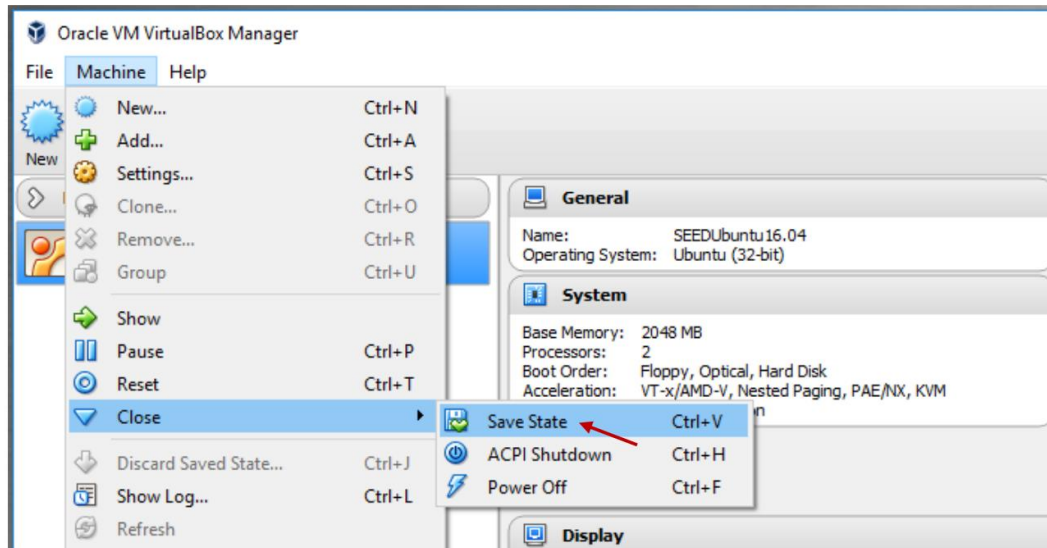 Oracle VM VirtualBox Manager
File Machine Help
New
New... Ctrl+N
Add... Ctrl+A
Settings... Ctrl+S
Clone... Ctrl+O
Remove... Ctrl+R
Group Ctrl+U
Show
Pause Ctrl+P
Reset Ctrl+T
Close
Discard Saved State... Ctrl+J
Show Log... Ctrl+L
Refresh
Save State Ctrl+V
ACPI Shutdown Ctrl+H
Power Off Ctrl+F
General
Name: SEEDUbuntu16.04
Operating System: Ubuntu (32-bit)
System
Base Memory: 2048 MB
Processors: 2
Boot Order: Floppy, Optical, Hard Disk
Acceleration: VT-x/AMD-V, Nested Paging, PAE/NX, KVM
Display